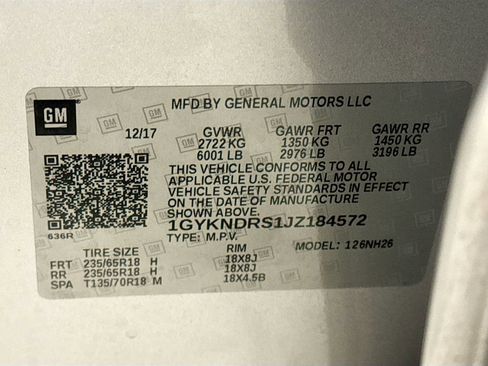 GM
MFD BY GENERAL MOTORS LLC
12/17 GVWR GAWR FRT GAWR RR
2722 KG 1350 KG 1450 KG
6001 LB 2976 LB 3196 LB
THIS VEHICLE CONFORMS TO ALL
APPLICABLE U.S. FEDERAL MOTOR
VEHICLE SAFETY STANDARDS IN EFFECT
ON THE DATE OF MANUFACTURE
SHOWN ABOVE.
1GYKNDRS1JZ184572
636R TYPE: M.P.V. MODEL: 126NH26
TIRE SIZE RIM
FRT 235/65R18 H 18X8J
RR 235/65R18 H 18X8J
SPA T135/70R18 M 18X4.5B